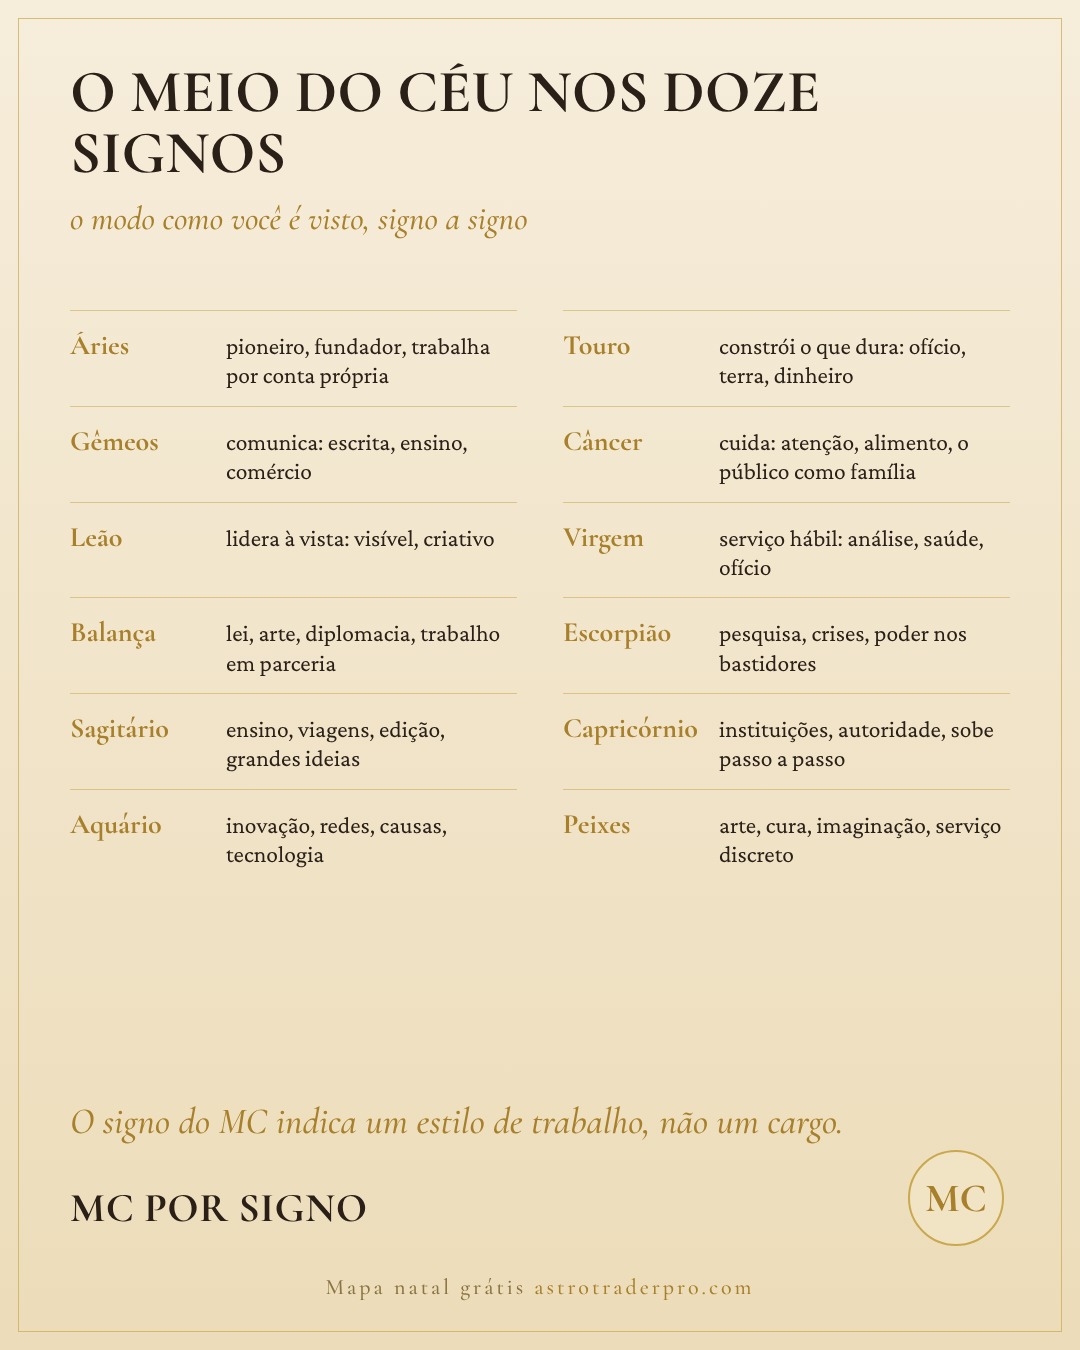 O MEIO DO CÉU NOS DOZE
SIGNOS
o modo como você é visto, signo a signo
Áries
pioneiro, fundador, trabalha
por conta própria
Touro
constrói o que dura: ofício,
terra, dinheiro
Gêmeos
comunica: escrita, ensino,
comércio
Câncer
cuida: atenção, alimento, o
público como família
Leão
lidera à vista: visível, criativo
Virgem
serviço hábil: análise, saúde,
ofício
Balança
lei, arte, diplomacia, trabalho
em parceria
Escorpião
pesquisa, crises, poder nos
bastidores
Sagitário
ensino, viagens, edição,
grandes ideias
Capricórnio
instituições, autoridade, sobe
passo a passo
Aquário
inovação, redes, causas,
tecnologia
Peixes
arte, cura, imaginação, serviço
discreto
O signo do MC indica um estilo de trabalho, não um cargo.
MC POR SIGNO
MC
Mapa natal grátis astrotraderpro.com